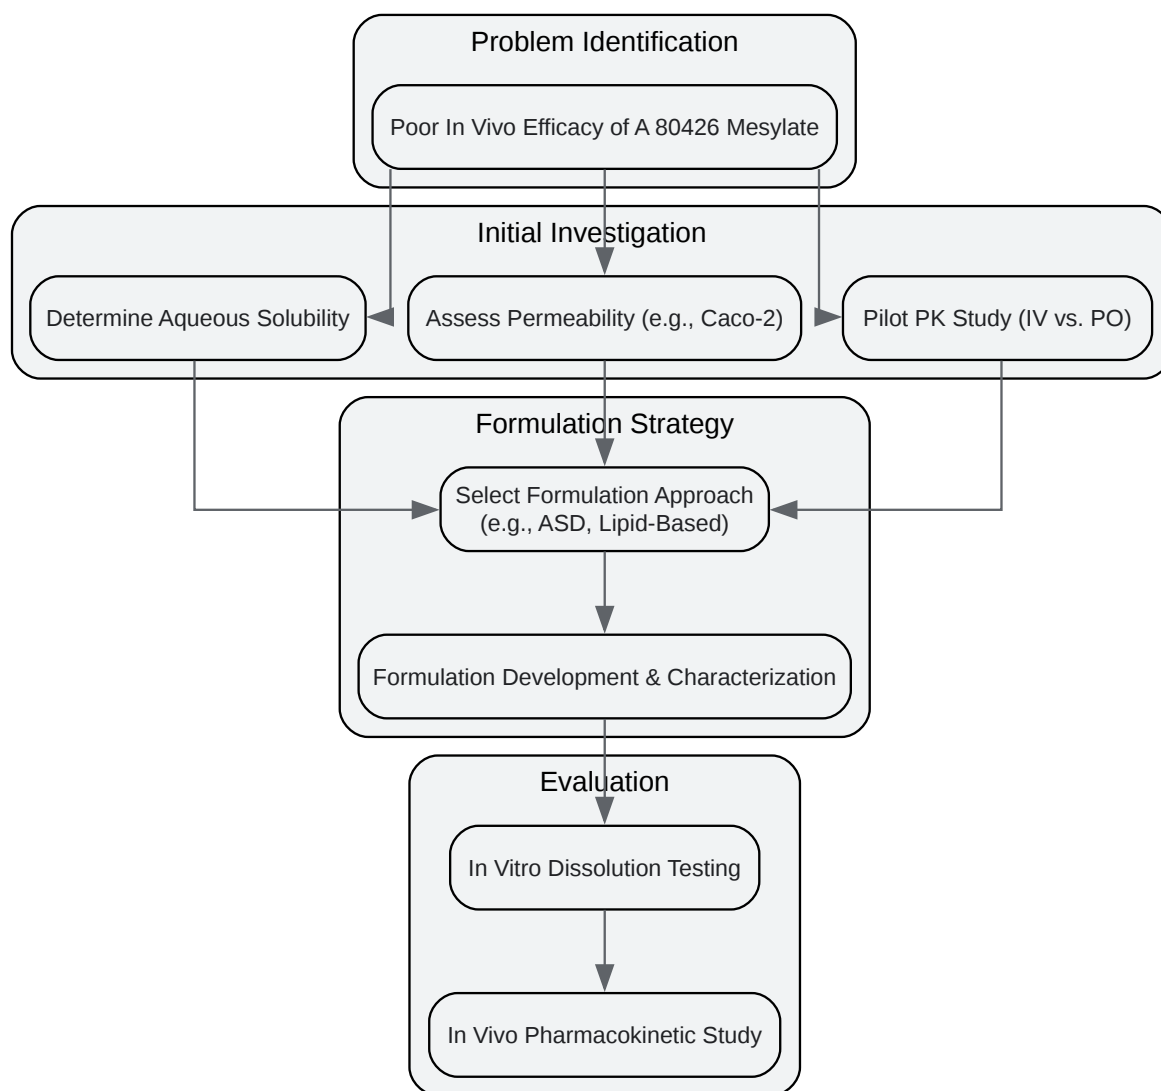 Problem Identification
Poor In Vivo Efficacy of A 80426 Mesylate
Initial Investigation
Determine Aqueous Solubility
Assess Permeability (e.g., Caco-2)
Pilot PK Study (IV vs. PO)
Formulation Strategy
Select Formulation Approach
(e.g., ASD, Lipid-Based)
Formulation Development & Characterization
Evaluation
In Vitro Dissolution Testing
In Vivo Pharmacokinetic Study